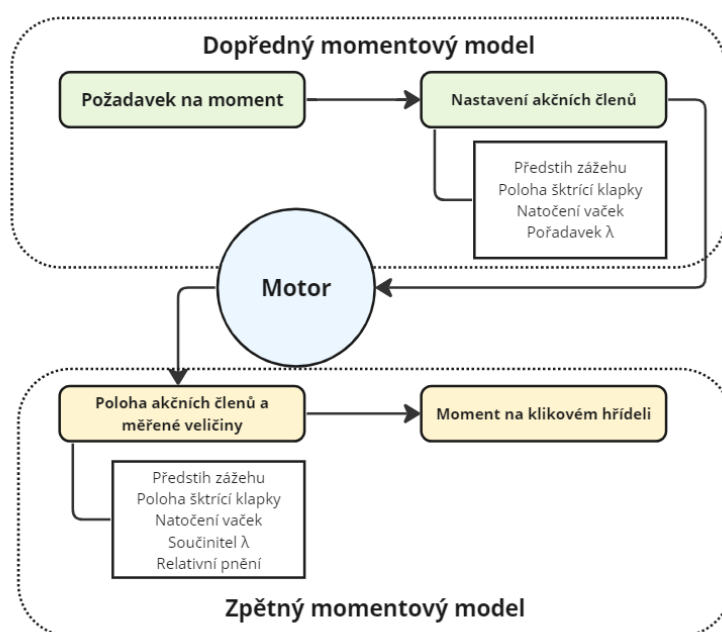 Dopředný momentový model
Požadavek na moment
Nastavení akčních členů
Předstih zážehu
Poloha šktrící klapky
Natočení vaček
Pořadavek λ
Motor
Poloha akčních členů a
měřené veličiny
Moment na klikovém hřídeli
Předstih zážehu
Poloha šktrící klapky
Natočení vaček
Součinitel λ
Relativní pnění
Zpětný momentový model